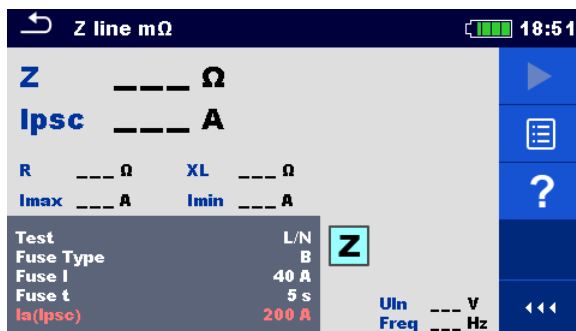 Z line mΩ 18:51
Z ___ Ω
Ipsc ___ A
R ___ Ω XL ___ Ω
Imax ___ A Imin ___ A
?
Test L/N
Fuse Type B
Fuse I 40 A
Fuse t 5 s
Ia(Ipsc) 200 A
Z
Uln ___ V
Freq ___ Hz